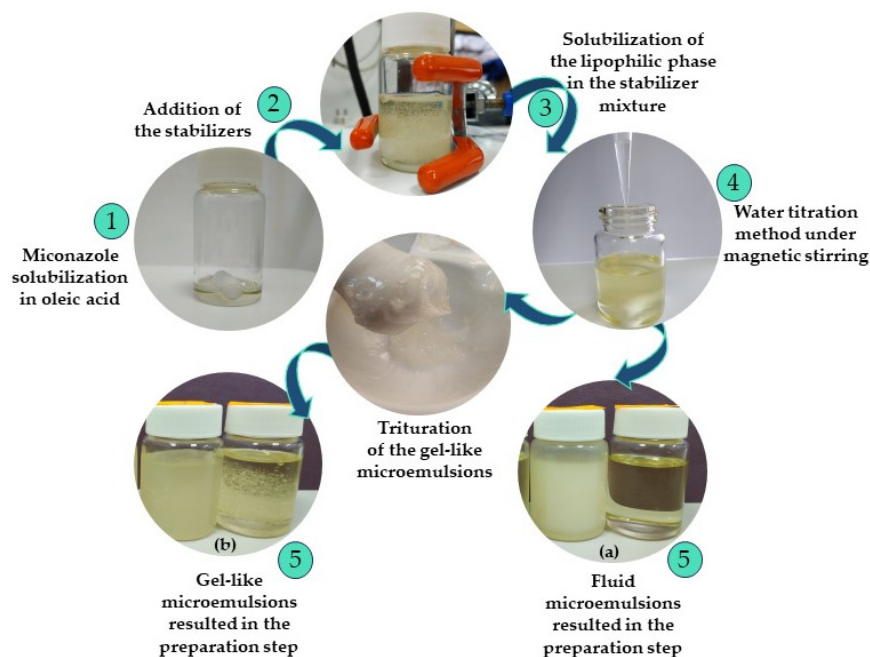 1
Miconazole
solubilization
in oleic acid
2
Addition of
the stabilizers
3
Solubilization of
the lipophilic phase
in the stabilizer
mixture
4
Water titration
method under
magnetic stirring
Trituration
of the gel-like
microemulsions
(b)
5
Gel-like
microemulsions
resulted in the
preparation step
(a)
5
Fluid
microemulsions
resulted in the
preparation step